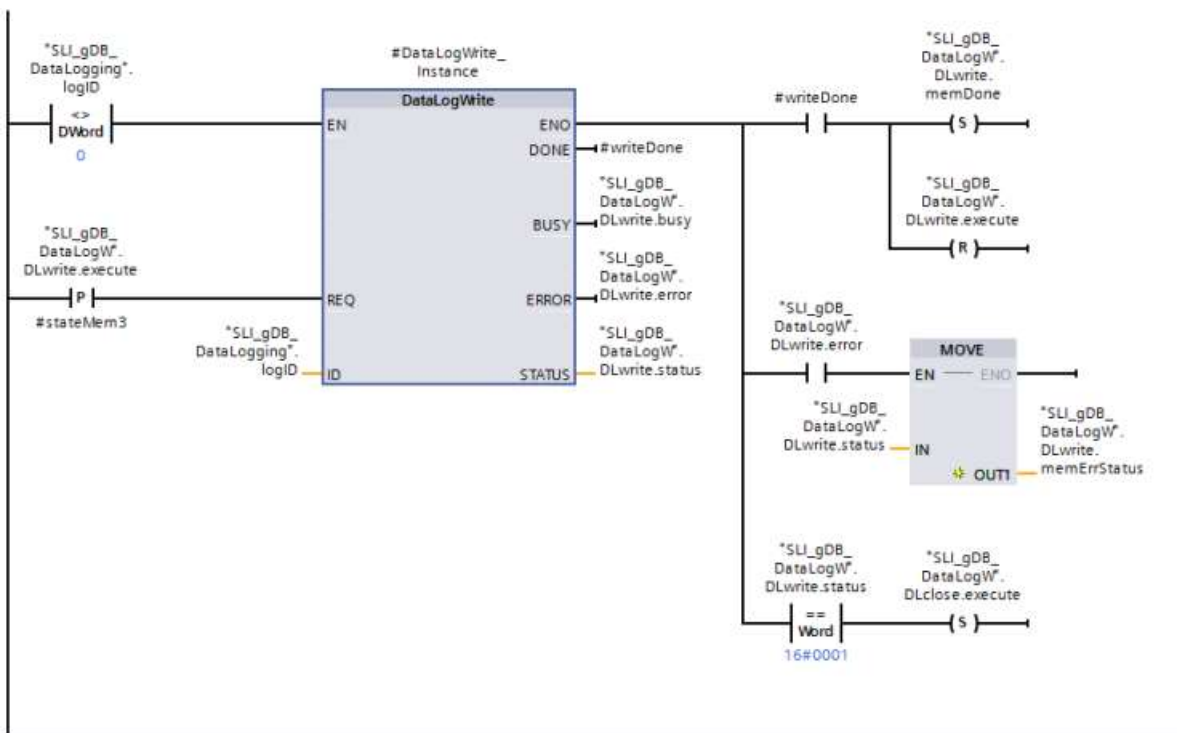 "SLI_gDB_
DataLogging".
logID
<>
DWord
0
#DataLogWrite_
Instance
DataLogWrite
EN
ENO
DONE
#writeDone
"SLI_gDB_
DataLogW".
DLwrite.busy
BUSY
"SLI_gDB_
DataLogW".
DLwrite.execute
P
#stateMem3
REQ
"SLI_gDB_
DataLogW".
DLwrite.error
ERROR
"SLI_gDB_
DataLogging".
logID
ID
"SLI_gDB_
DataLogW".
DLwrite.status
STATUS
#writeDone
"SLI_gDB_
DataLogW".
DLwrite.
memDone
S
"SLI_gDB_
DataLogW".
DLwrite.execute
R
"SLI_gDB_
DataLogW".
DLwrite.error
MOVE
EN
ENO
"SLI_gDB_
DataLogW".
DLwrite.status
IN
OUT1
"SLI_gDB_
DataLogW".
DLwrite.
memErrStatus
"SLI_gDB_
DataLogW".
DLwrite.status
==
Word
16#0001
"SLI_gDB_
DataLogW".
DLclose.execute
S